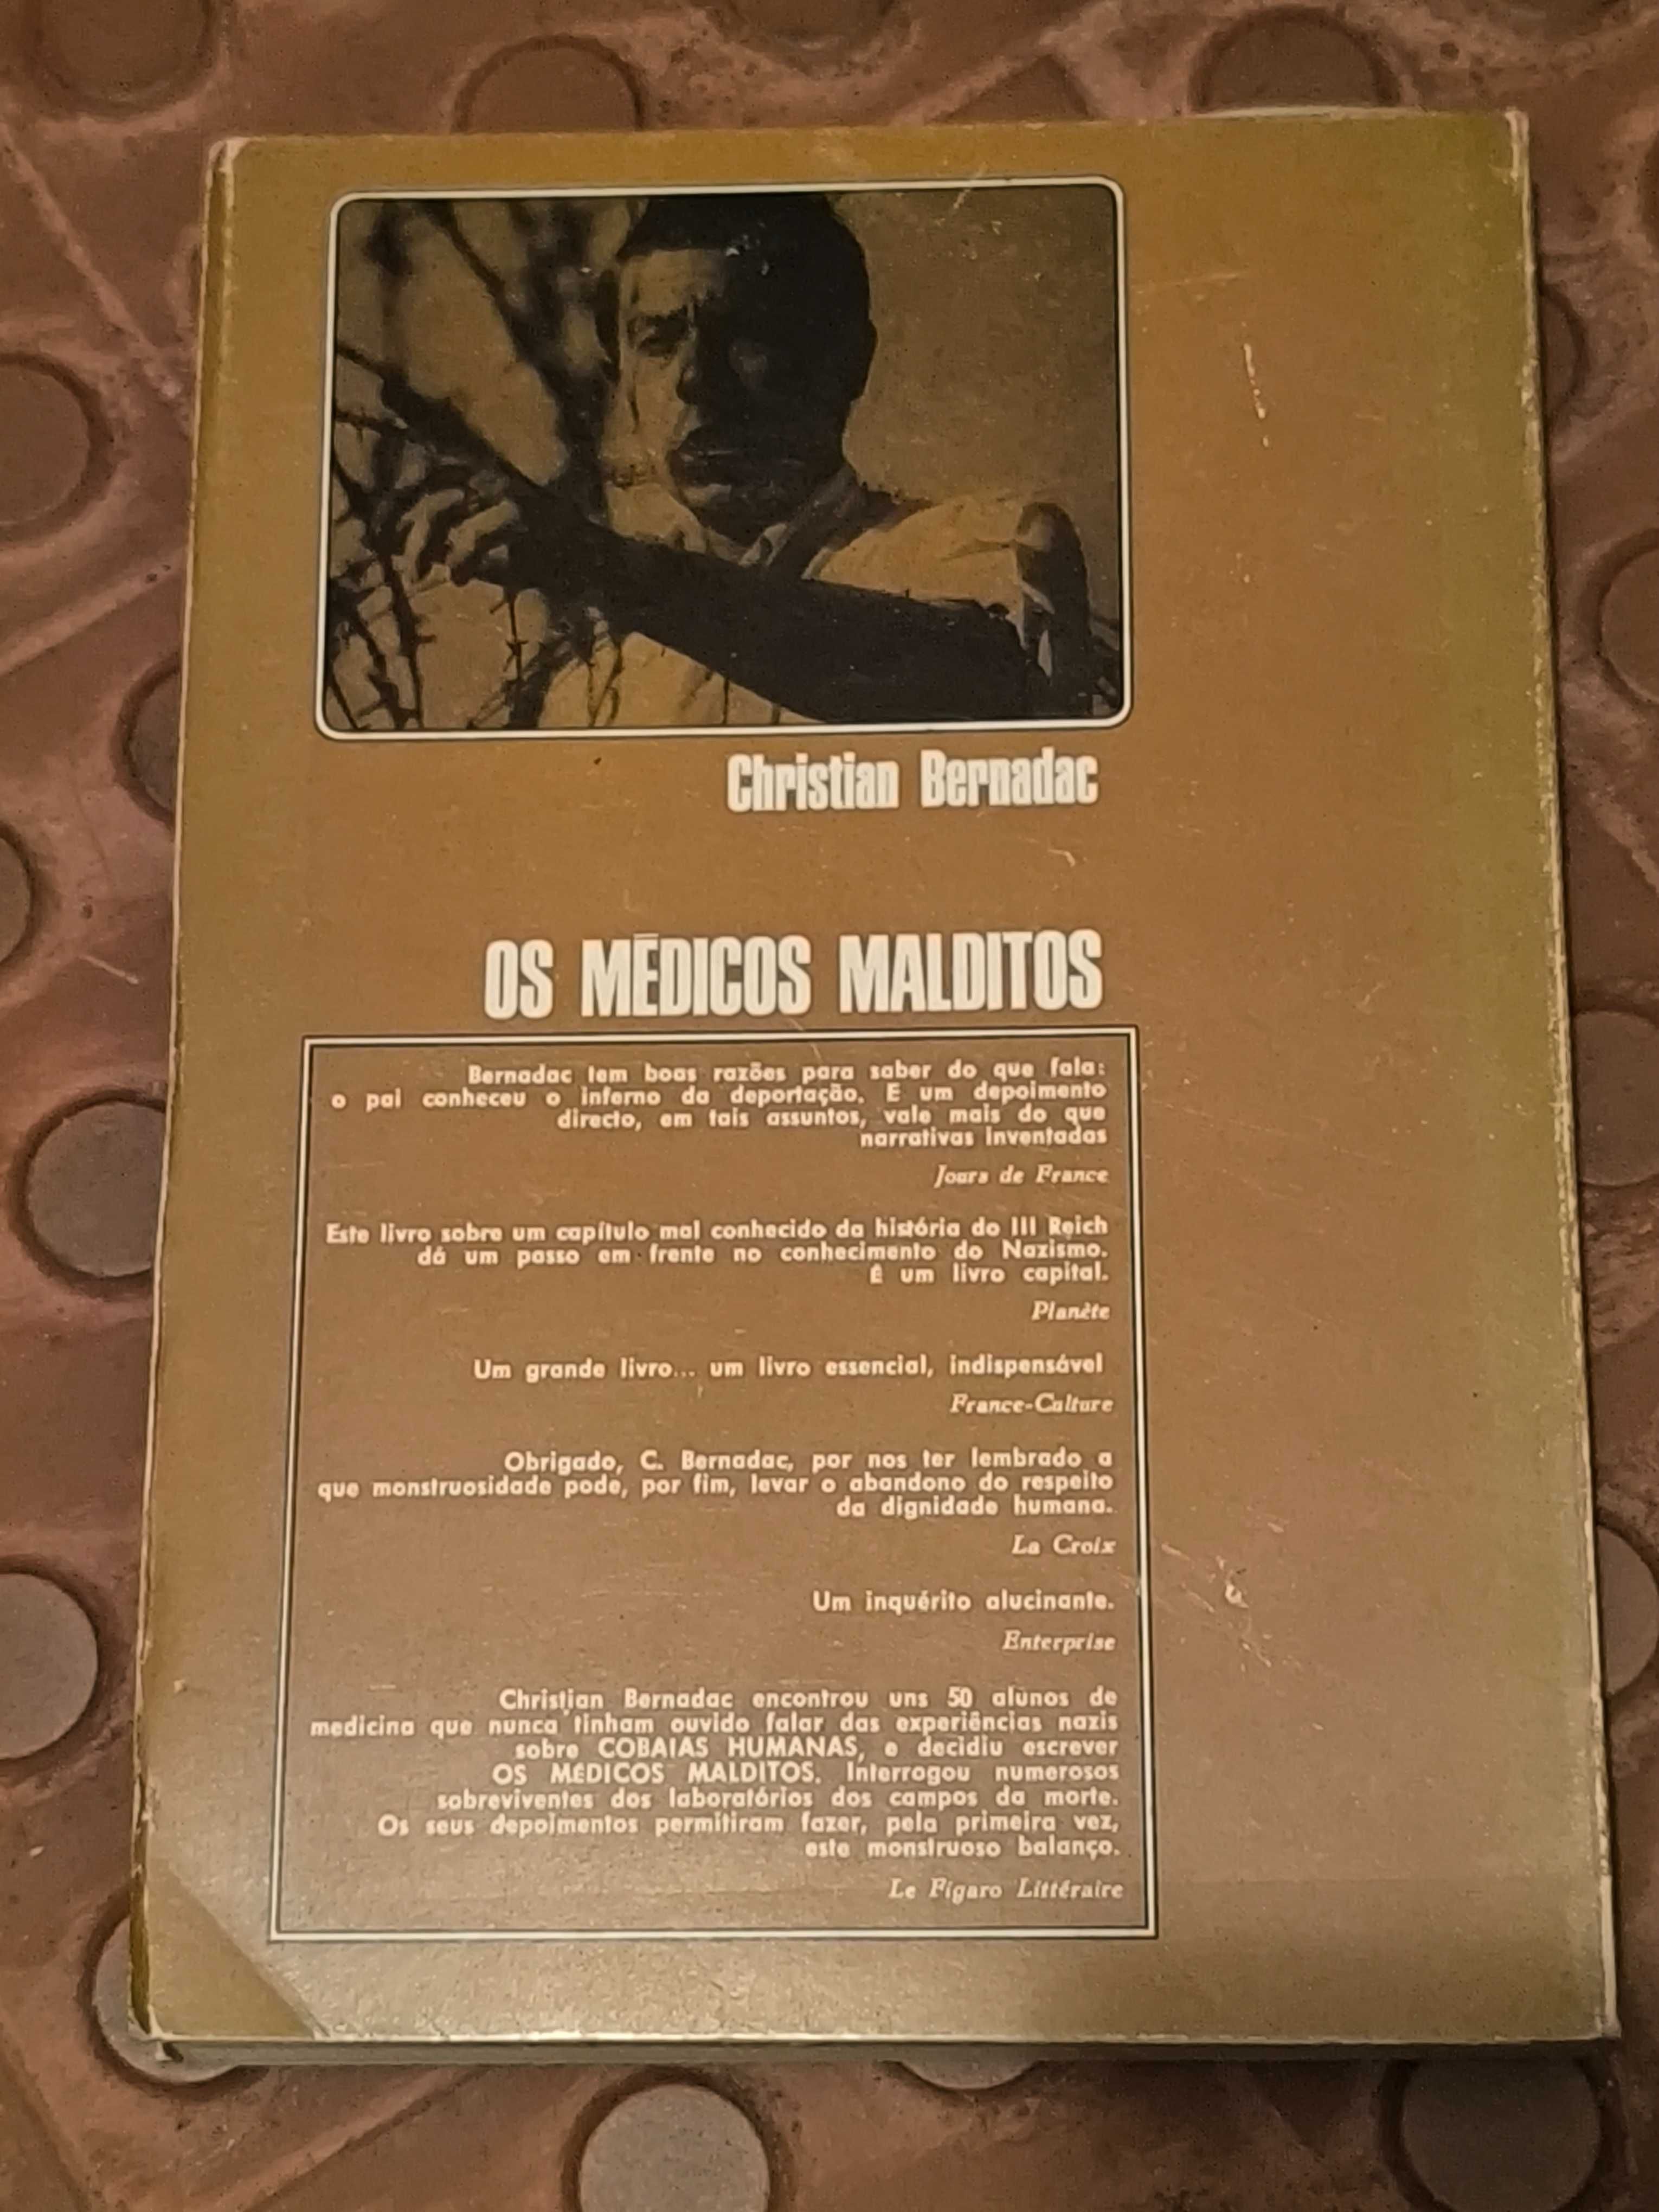 Christian Bernadac
OS MÉDICOS MALDITOS
Bernadac tem boas razões para saber do que fala:
o pai conheceu o inferno da deportação. E um depoimento
directo, em tais assuntos, vale mais do que
narrativas inventadas
Jours de France
Este livro sobre um capítulo mal conhecido da história do III Reich
dá um passo em frente no conhecimento do Nazismo.
É um livro capital.
Planète
Um grande livro... um livro essencial, indispensável
France-Culture
Obrigado, C. Bernadac, por nos ter lembrado a
que monstruosidade pode, por fim, levar o abandono do respeito
da dignidade humana.
La Croix
Um inquérito alucinante.
Enterprise
Christian Bernadac encontrou uns 50 alunos de
medicina que nunca tinham ouvido falar das experiências nazis
sobre COBAIAS HUMANAS, e decidiu escrever
OS MÉDICOS MALDITOS. Interrogou numerosos
sobreviventes dos laboratórios dos campos da morte.
Os seus depoimentos permitiram fazer, pela primeira vez,
este monstruoso balanço.
Le Figaro Littéraire